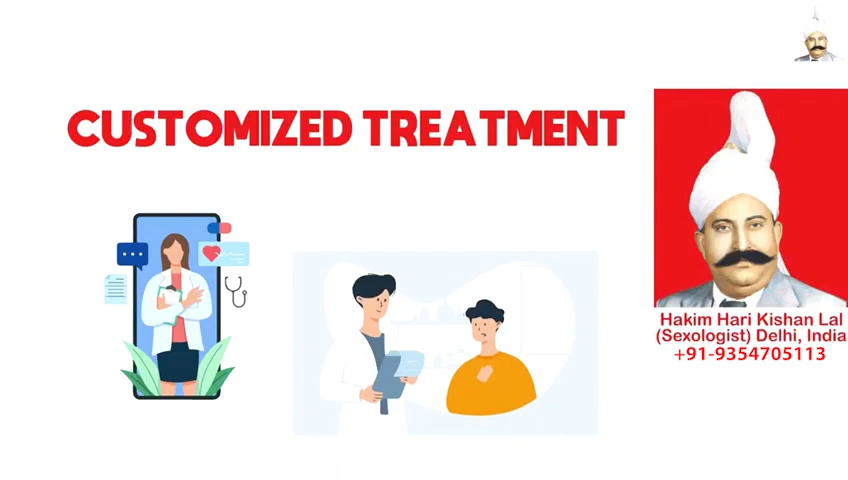 CUSTOMIZED TREATMENT
Hakim Hari Kishan Lal
(Sexologist) Delhi, India
+91-9354705113